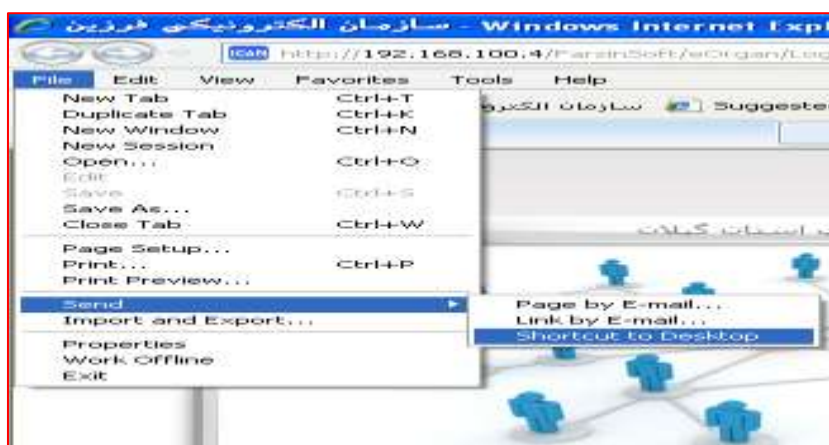 سازمان الکترونیکی فرزین - Windows Internet Expl
ICAN http://192.168.100.4/FarzinSoft/eOrgan/Log
File Edit View Favorites Tools Help
سازمان الکترو Suggeste
New Tab Ctrl+T
Duplicate Tab Ctrl+K
New Window Ctrl+N
New Session
Open... Ctrl+O
Edit
Save Ctrl+S
Save As...
Close Tab Ctrl+W
استان گیلان
Page Setup...
Print... Ctrl+P
Print Preview...
Send
Page by E-mail...
Link by E-mail...
Shortcut to Desktop
Import and Export...
Properties
Work Offline
Exit